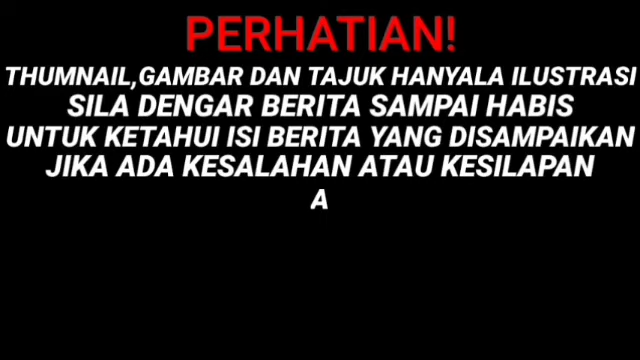 PERHATIAN!
THUMNAIL,GAMBAR DAN TAJUK HANYALA ILUSTRASI
SILA DENGAR BERITA SAMPAI HABIS
UNTUK KETAHUI ISI BERITA YANG DISAMPAIKAN
JIKA ADA KESALAHAN ATAU KESILAPAN
A